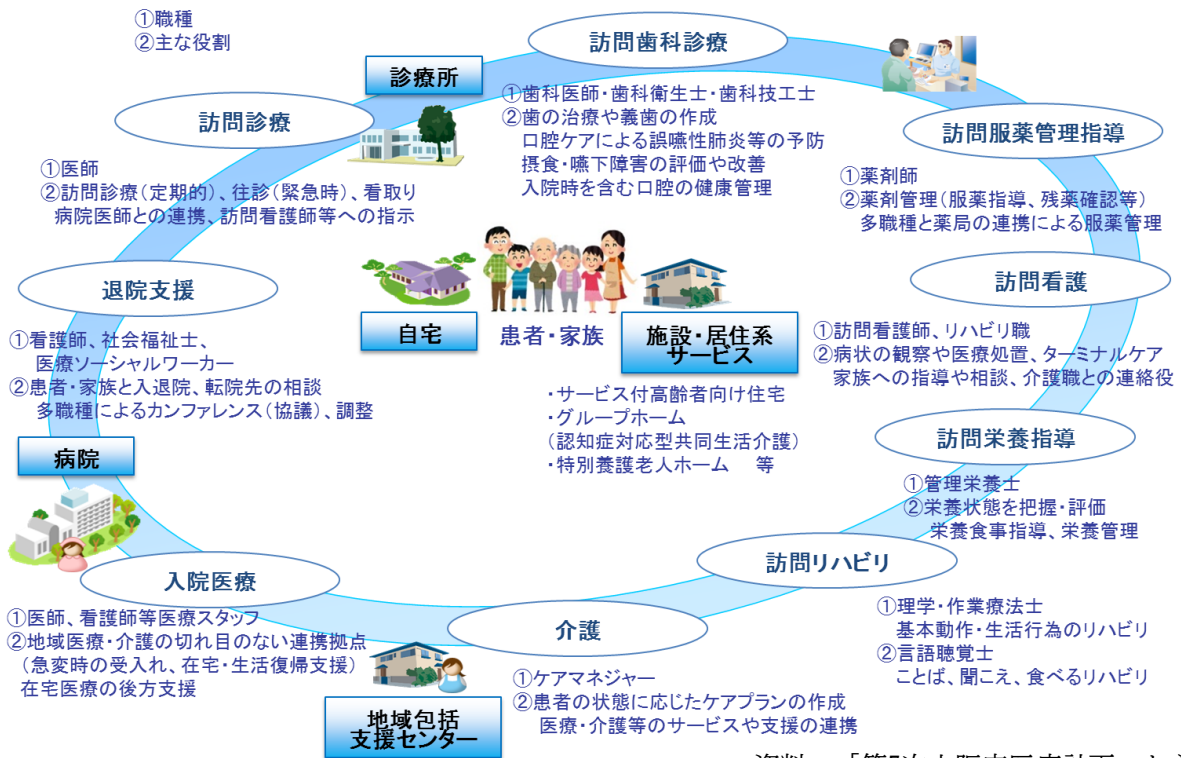 ①職種
②主な役割
訪問歯科診療
①歯科医師・歯科衛生士・歯科技工士
②歯の治療や義歯の作成
口腔ケアによる誤嚥性肺炎等の予防
摂食・嚥下障害の評価や改善
入院時を含む口腔の健康管理
診療所
訪問診療
①医師
②訪問診療(定期的)、往診(緊急時)、看取り
病院医師との連携、訪問看護師等への指示
訪問服薬管理指導
①薬剤師
②薬剤管理(服薬指導、残薬確認等)
多職種と薬局の連携による服薬管理
退院支援
①看護師、社会福祉士、
医療ソーシャルワーカー
②患者・家族と入退院、転院先の相談
多職種によるカンファレンス(協議)、調整
自宅
患者・家族
施設・居住系
サービス
・サービス付高齢者向け住宅
・グループホーム
(認知症対応型共同生活介護)
・特別養護老人ホーム 等
訪問看護
①訪問看護師、リハビリ職
②病状の観察や医療処置、ターミナルケア
家族への指導や相談、介護職との連絡役
訪問栄養指導
①管理栄養士
②栄養状態を把握・評価
栄養食事指導、栄養管理
病院
入院医療
①医師、看護師等医療スタッフ
②地域医療・介護の切れ目のない連携拠点
(急変時の受入れ、在宅・生活復帰支援)
在宅医療の後方支援
訪問リハビリ
①理学・作業療法士
基本動作・生活行為のリハビリ
②言語聴覚士
ことば、聞こえ、食べるリハビリ
介護
①ケアマネジャー
②患者の状態に応じたケアプランの作成
医療・介護等のサービスや支援の連携
地域包括
支援センター